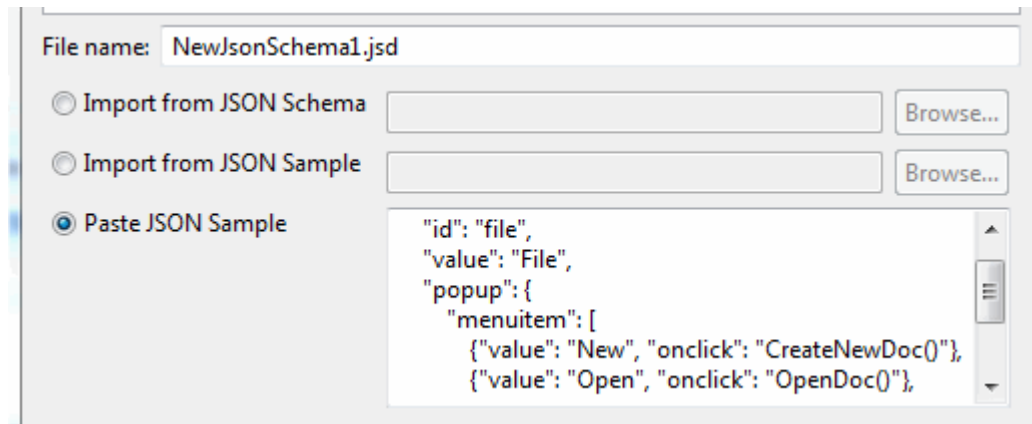 File name: NewJsonSchema1.jsd
Import from JSON Schema Browse...
Import from JSON Sample Browse...
Paste JSON Sample
"id": "file",
"value": "File",
"popup": {
"menuitem": [
{"value": "New", "onclick": "CreateNewDoc()"},
{"value": "Open", "onclick": "OpenDoc()"},